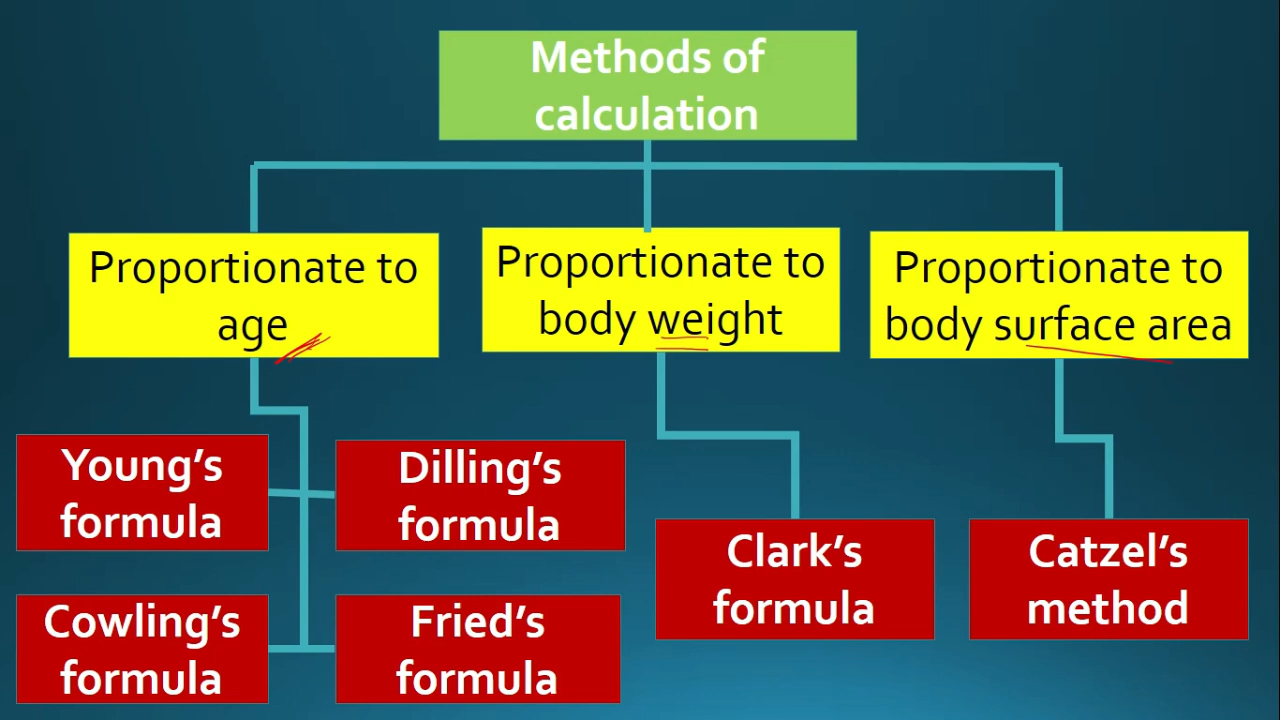 Methods of
calculation
Proportionate to
age
Proportionate to
body weight
Proportionate to
body surface area
Young’s
formula
Dilling’s
formula
Cowling’s
formula
Fried’s
formula
Clark’s
formula
Catzel’s
method